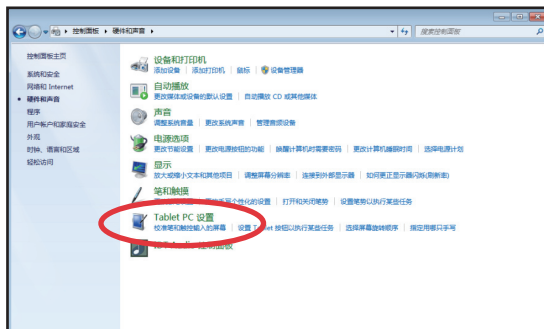 控制面板 ▸ 硬件和声音 ▸
搜索控制面板
控制面板主页
系统和安全
网络和 Internet
硬件和声音
程序
用户帐户和家庭安全
外观
时钟、语言和区域
轻松访问
设备和打印机
添加设备 | 添加打印机 | 鼠标 | 设备管理器
自动播放
更改媒体或设备的默认设置 | 自动播放 CD 或其他媒体
声音
调整系统音量 | 更改系统声音 | 管理音频设备
电源选项
更改节能设置 | 更改电源按钮的功能 | 唤醒计算机时需要密码 | 更改计算机睡眠时间 | 选择电源计划
显示
放大或缩小文本和其他项目 | 调整屏幕分辨率 | 连接到外部显示器 | 如何更正显示器闪烁(刷新率)
笔和触摸
个性化的设置 | 打开和关闭笔势 | 设置笔势以执行某些任务
Tablet PC 设置
校准笔和触控输入的屏幕 | 设置 Tablet 按钮以执行某些任务 | 选择屏幕旋转顺序 | 指定用哪只手写
控制面板